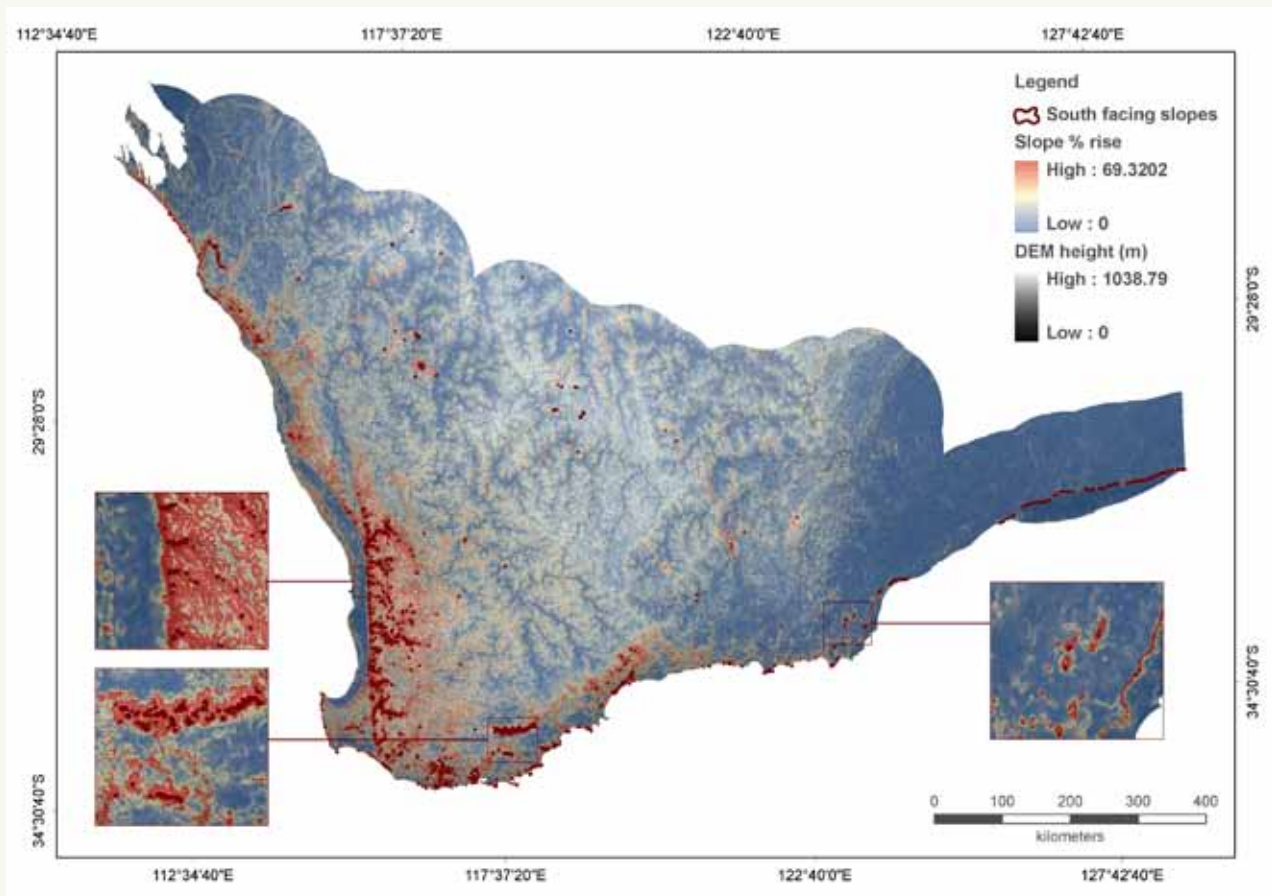 112°34'40"E 117°37'20"E 122°40'0"E 127°42'40"E
Legend
South facing slopes
Slope % rise
High : 69.3202
Low : 0
DEM height (m)
High : 1038.79
Low : 0
29°28'0"S
29°28'0"S
34°30'40"S
34°30'40"S
0 100 200 300 400
kilometers
112°34'40"E 117°37'20"E 122°40'0"E 127°42'40"E